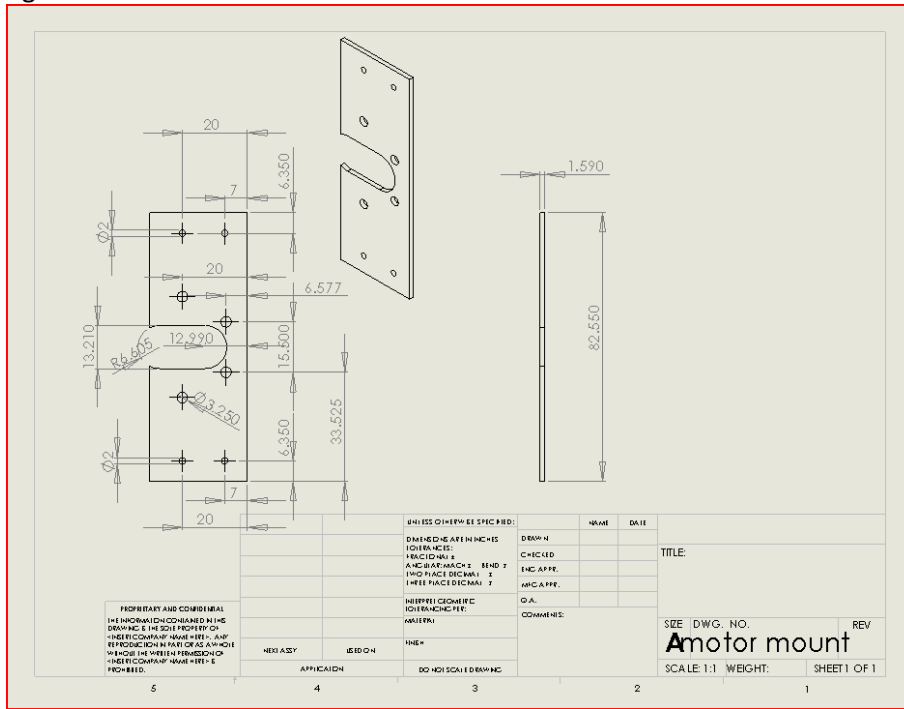 20
7
6.350
Ø2
20
6.577
13.210
12.990
R6.605
15.500
Ø3.250
33.525
6.350
Ø2
7
20
1.590
82.550
PROPRIETARY AND CONFIDENTIAL
THE INFORMATION CONTAINED IN THIS
DRAWING IS THE SOLE PROPERTY OF
<INSERT COMPANY NAME HERE>. ANY
REPRODUCTION IN PART OR AS A WHOLE
WITHOUT THE WRITTEN PERMISSION OF
<INSERT COMPANY NAME HERE> IS
PROHIBITED.
NEXT ASSY
USED ON
APPLICATION
UNLESS OTHERWISE SPECIFIED:
DIMENSIONS ARE IN INCHES
TOLERANCES:
FRACTIONAL ±
ANGULAR: MACH ± BEND ±
TWO PLACE DECIMAL ±
THREE PLACE DECIMAL ±
INTERPRET GEOMETRIC
TOLERANCING PER:
MATERIAL
FINISH
DO NOT SCALE DRAWING
NAME DATE
DRAWN
CHECKED
ENG APPR.
MFG APPR.
Q.A.
COMMENTS:
TITLE:
SIZE DWG. NO. REV
A motor mount
SCALE: 1:1 WEIGHT: SHEET 1 OF 1
5 4 3 2 1